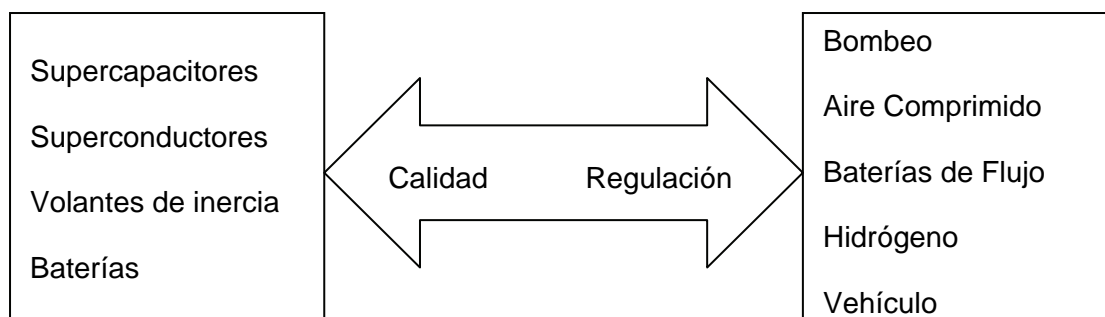 Supercapacitores
Superconductores
Volantes de inercia
Baterías
Calidad
Regulación
Bombeo
Aire Comprimido
Baterías de Flujo
Hidrógeno
Vehículo